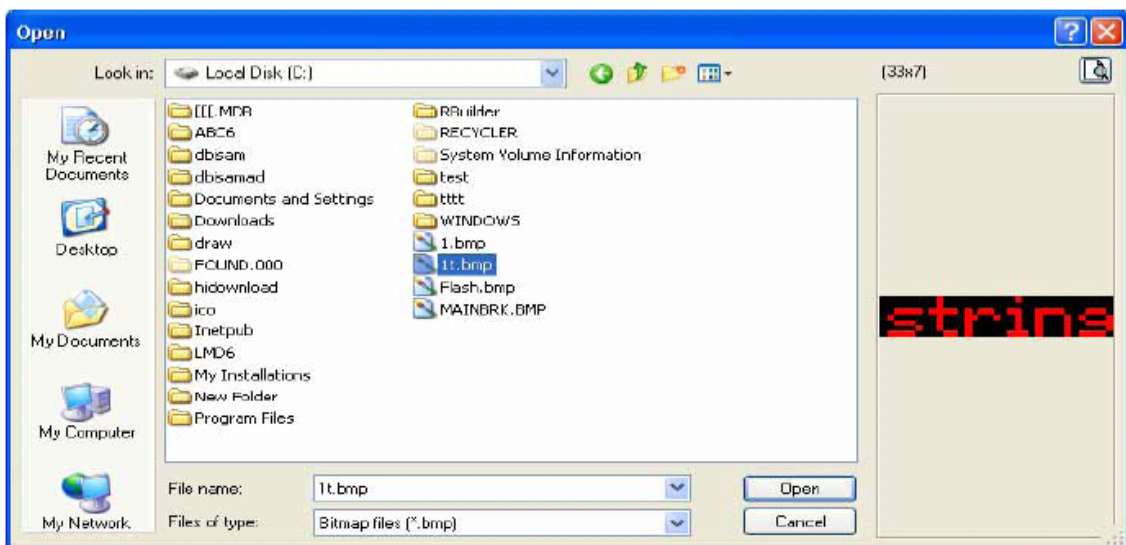 Open
Look in: Local Disk (C:) (33x7)
My Recent Documents
Desktop
My Documents
My Computer
My Network
[[[.MDB
ABC6
dbisam
dbisamad
Documents and Settings
Downloads
draw
FOUND.000
hidownload
ico
Inetpub
LMD6
My Installations
New Folder
Program Files
RBuilder
RECYCLER
System Volume Information
test
tttt
WINDOWS
1.bmp
1t.bmp
Flash.bmp
MAINBRK.BMP
string
File name: 1t.bmp Open
Files of type: Bitmap files (*.bmp) Cancel